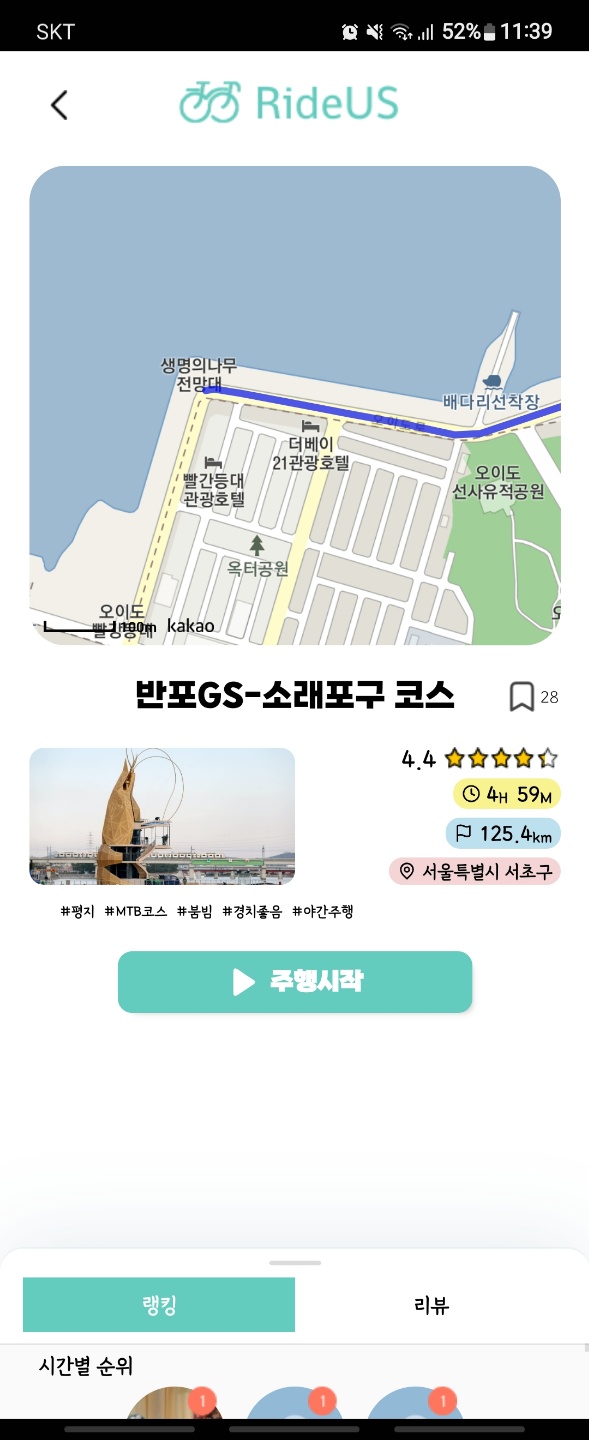 SKT 52% 11:39
RideUS
생명의나무
전망대
배다리선착장
더베이
21관광호텔
오이도
선사유적공원
빨간등대
관광호텔
옥터공원
오이도
빨강등대
100m kakao
반포GS-소래포구 코스
28
4.4
4H 59M
125.4km
서울특별시 서초구
#평지 #MTB코스 #붐빔 #경치좋음 #야간주행
주행시작
랭킹 리뷰
시간별 순위
1 1 1